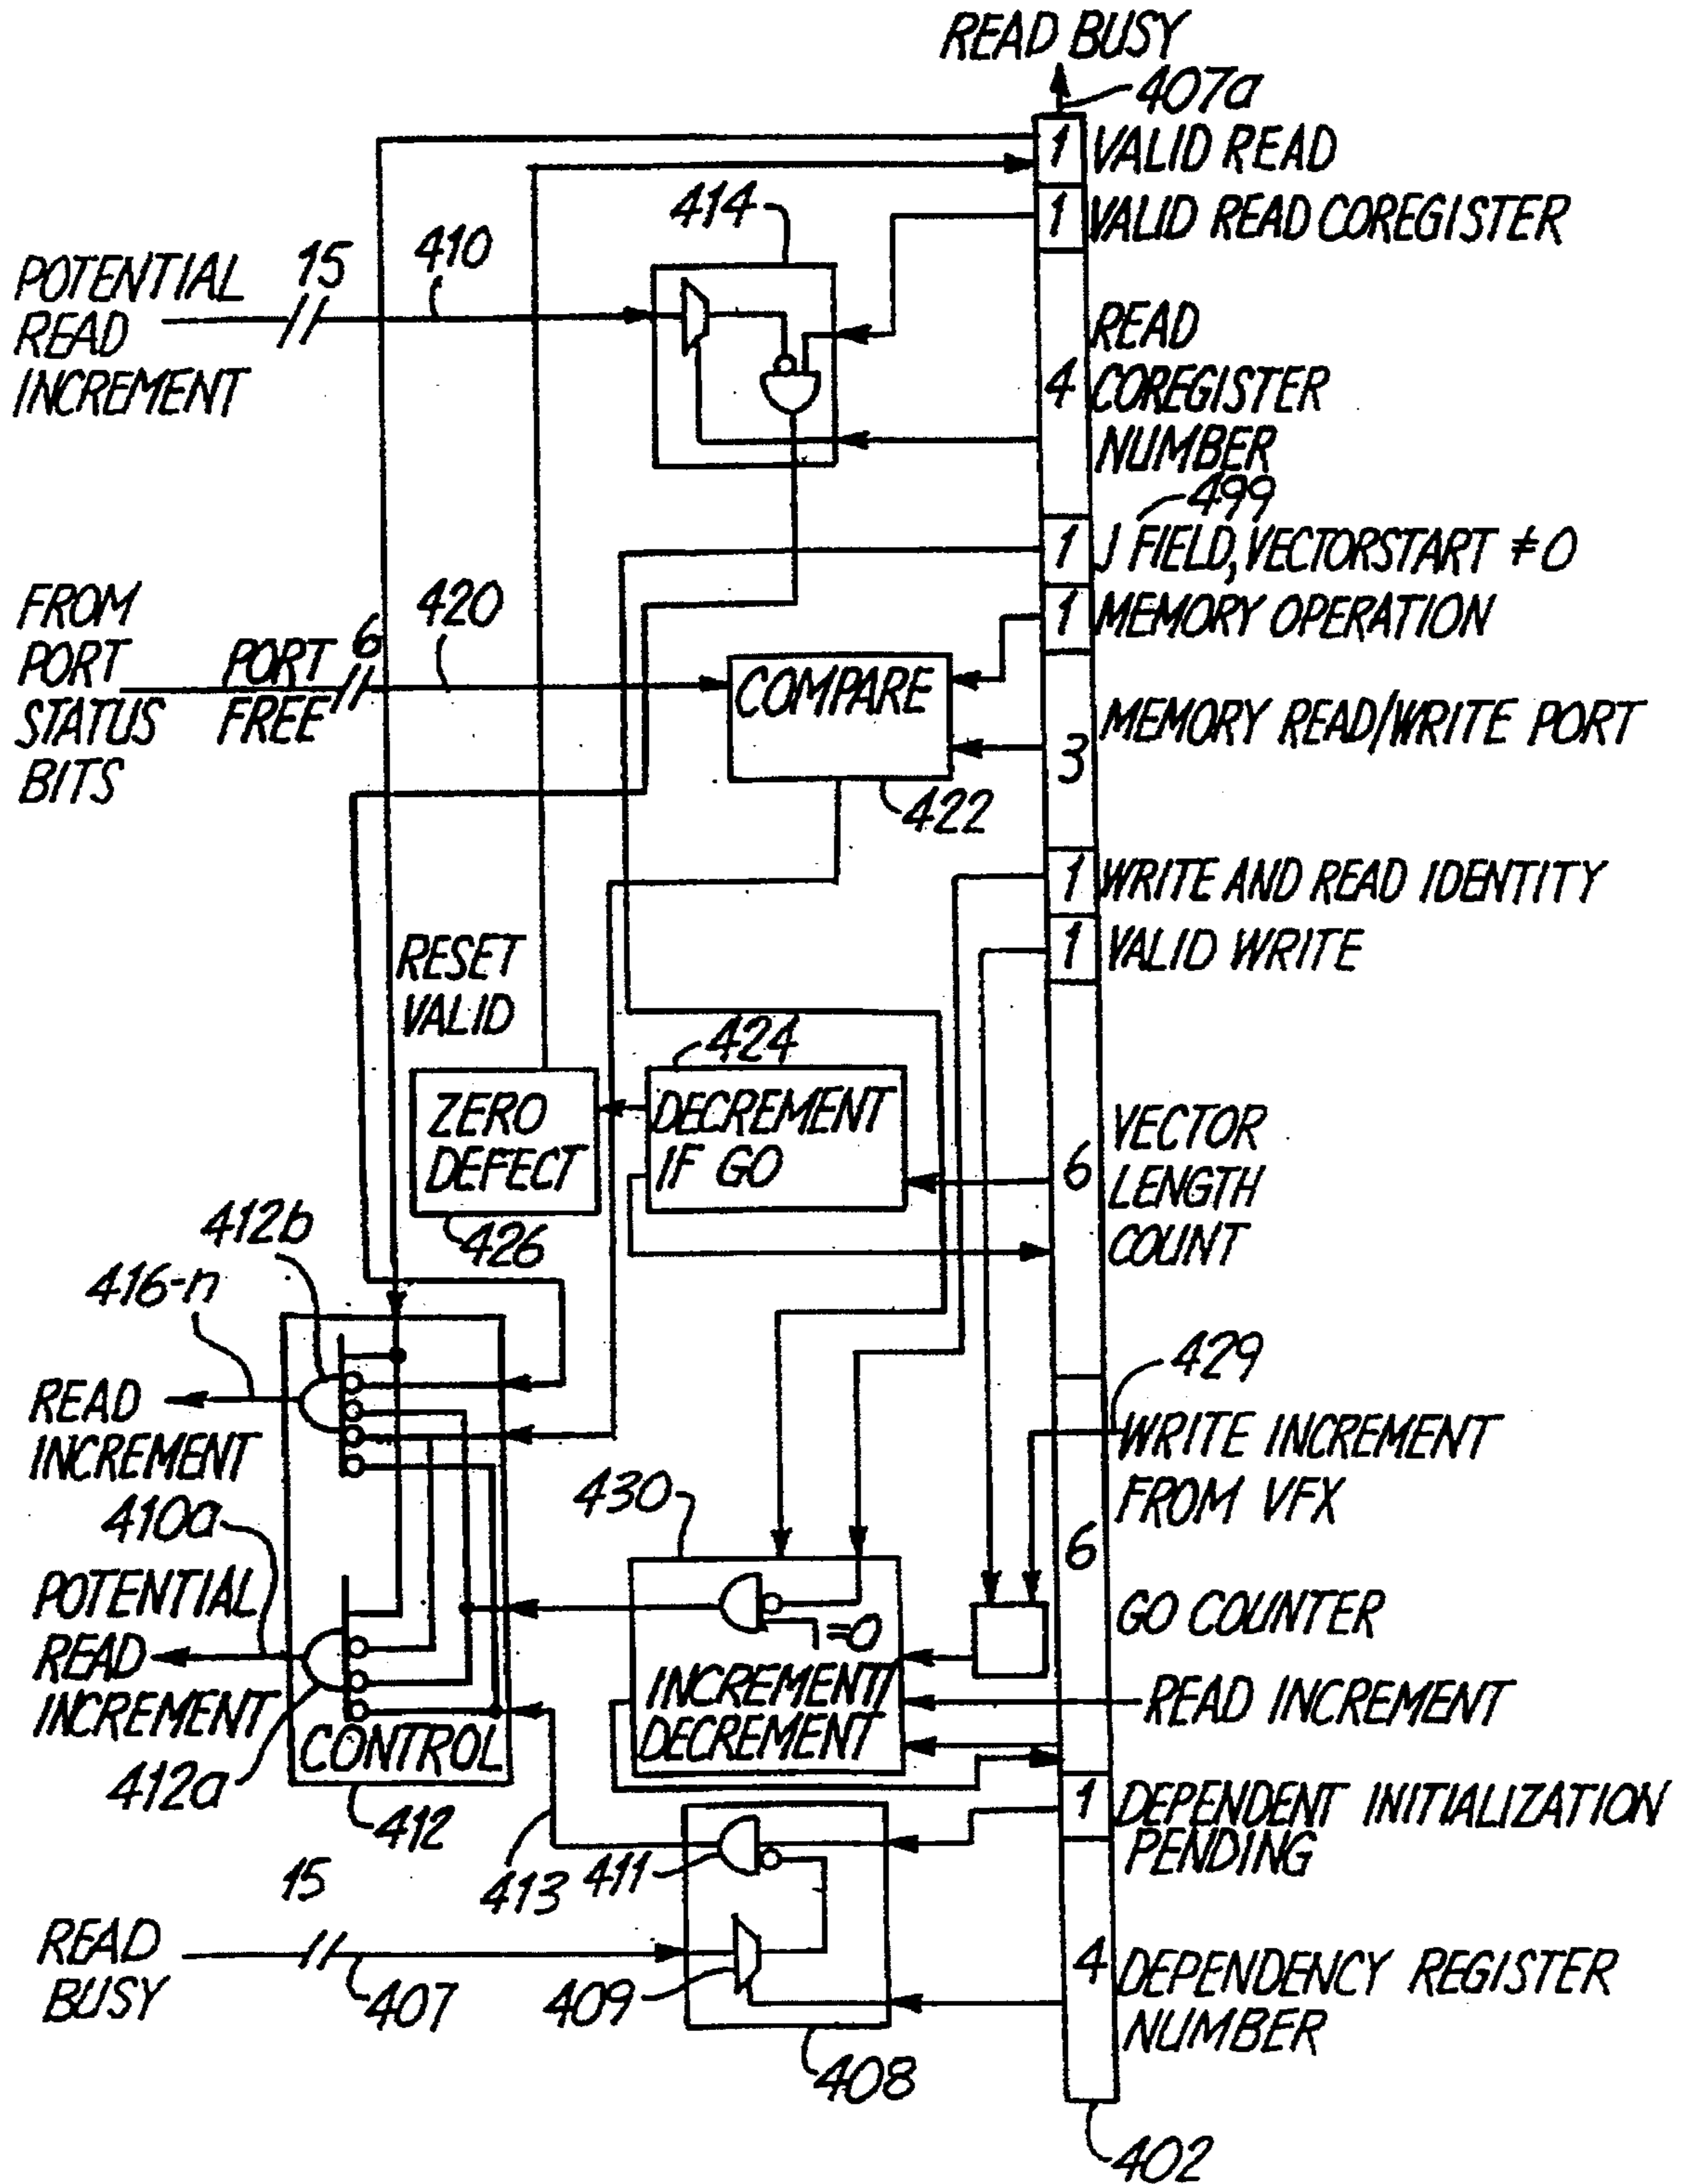 READ BUSY
407a
1 VALID READ
414
1 VALID READ COREGISTER
POTENTIAL
READ
INCREMENT
15
410
READ
4 COREGISTER
NUMBER
499
1 J FIELD, VECTORSTART ≠0
FROM
PORT
STATUS
BITS
PORT
FREE
6
420
1 MEMORY OPERATION
COMPARE
MEMORY READ/WRITE PORT
3
422
1 WRITE AND READ IDENTITY
1 VALID WRITE
RESET
VALID
424
ZERO
DEFECT
DECREMENT
IF GO
426
VECTOR
6 LENGTH
COUNT
412b
416-n
READ
INCREMENT
429
WRITE INCREMENT
FROM VFX
6
GO COUNTER
410a
POTENTIAL
READ
INCREMENT
430
=0
INCREMENT/
DECREMENT
READ INCREMENT
CONTROL
412a
412
1 DEPENDENT INITIALIZATION
PENDING
413
411
15
READ
BUSY
407
409
4 DEPENDENCY REGISTER
NUMBER
408
402